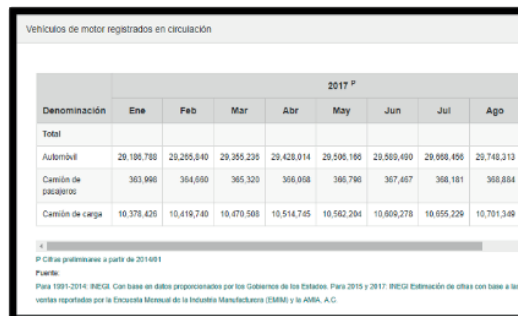 Vehículos de motor registrados en circulación
2017 P
Denominación Ene Feb Mar Abr May Jun Jul Ago
Total
Automóvil 29,186,788 29,265,840 29,355,236 29,428,014 29,506,166 29,589,490 29,668,456 29,748,313
Camión de pasajeros 363,998 364,660 365,320 366,068 366,798 367,467 368,181 368,884
Camión de carga 10,378,426 10,419,740 10,470,508 10,514,745 10,562,204 10,609,278 10,655,229 10,701,349
P Cifras preliminares a partir de
Fuente:
Para 1991-2014: INEGI. Con base en datos proporcionados por los Gobiernos de los Estados. Para 2015 y 2017: INEGI Estimación de cifras con base a las
ventas reportadas por la Encuesta Mensual de la Industria Manufacturera (EMIM) y la AMIA, A.C.